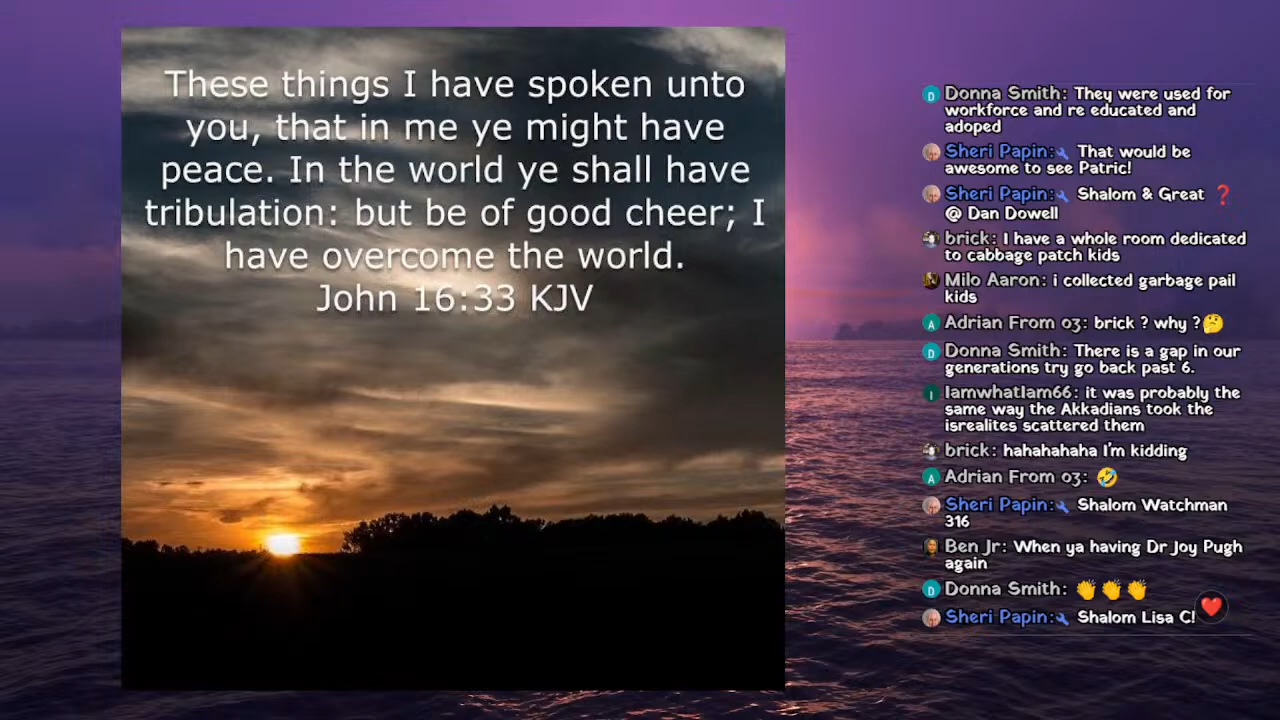 These things I have spoken unto
you, that in me ye might have
peace. In the world ye shall have
tribulation: but be of good cheer; I
have overcome the world.
John 16:33 KJV
D Donna Smith: They were used for
workforce and re educated and
adoped
Sheri Papin:🔧 That would be
awesome to see Patric!
Sheri Papin:🔧 Shalom & Great ❓
@ Dan Dowell
brick: I have a whole room dedicated
to cabbage patch kids
Milo Aaron: i collected garbage pail
kids
A Adrian From 03: brick ? why ?🤔
D Donna Smith: There is a gap in our
generations try go back past 6.
I IamwhatIam66: it was probably the
same way the Akkadians took the
isrealites scattered them
brick: hahahahaha I'm kidding
A Adrian From 03: 🤣
Sheri Papin:🔧 Shalom Watchman
316
Ben Jr: When ya having Dr Joy Pugh
again
D Donna Smith: 👏👏👏
Sheri Papin:🔧 Shalom Lisa C!